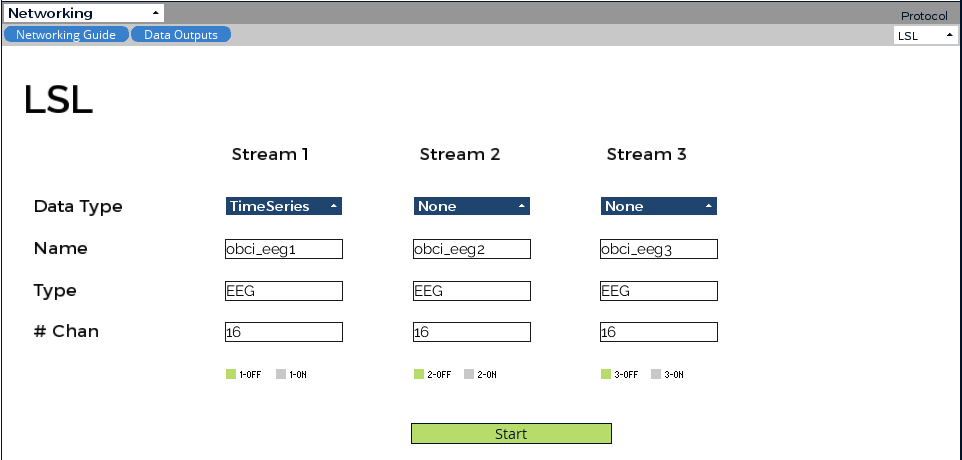 Networking
Protocol
Networking Guide Data Outputs
LSL
LSL
Stream 1 Stream 2 Stream 3
Data Type TimeSeries None None
Name obci_eeg1 obci_eeg2 obci_eeg3
Type EEG EEG EEG
# Chan 16 16 16
1-OFF 1-ON 2-OFF 2-ON 3-OFF 3-ON
Start